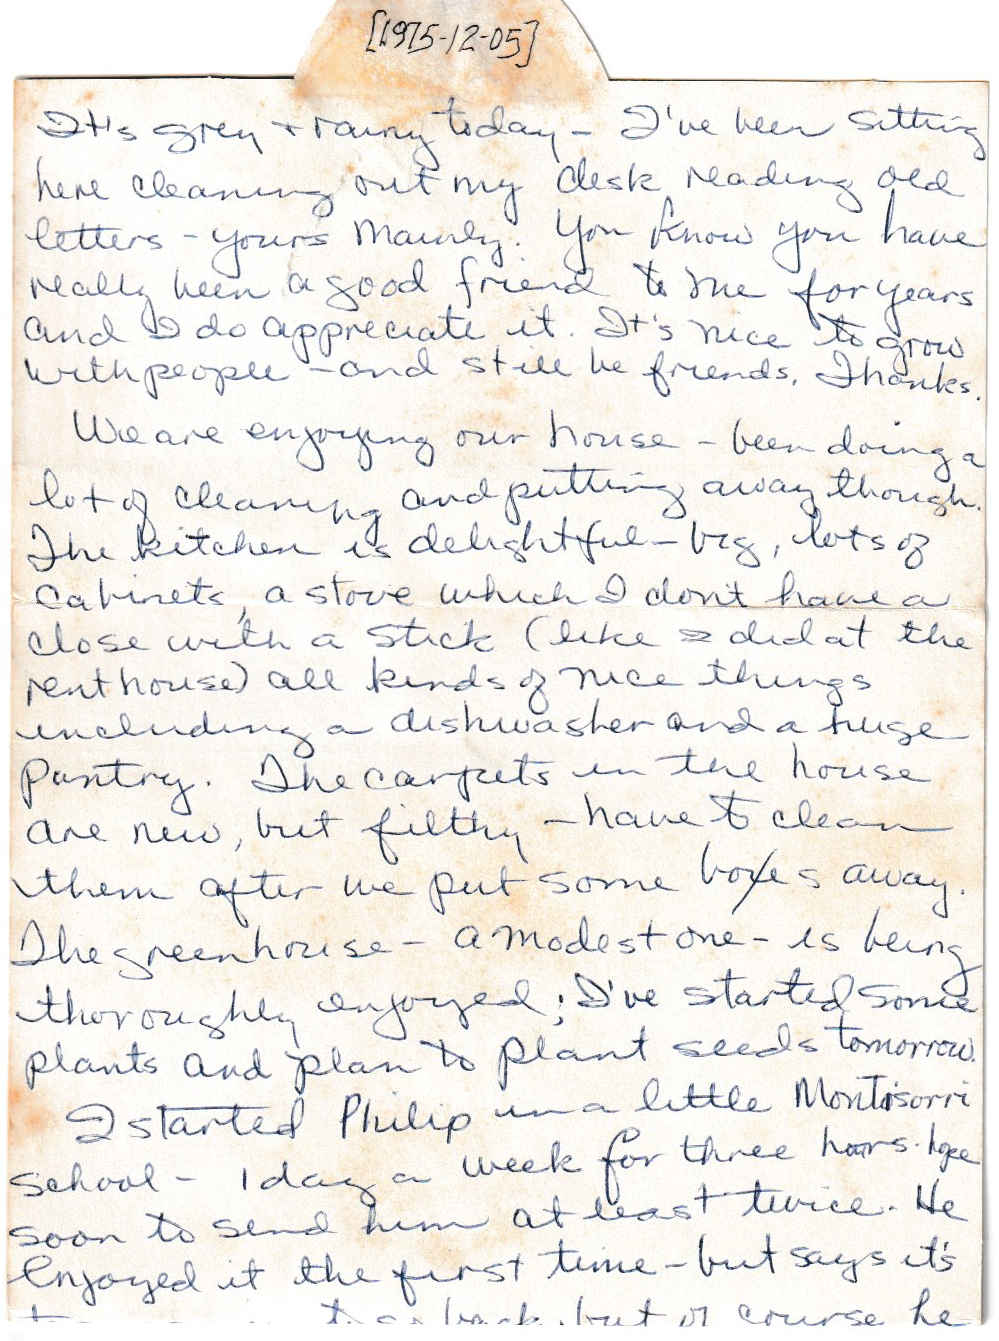 [1975-12-05]
It's grey + rainy today - I've been sitting
here cleaning out my desk reading old
letters - yours mainly. You know you have
really been a good friend to me for years
and I do appreciate it. It's nice to grow
with people - and still be friends. Thanks.
We are enjoying our house - been doing a
lot of cleaning and putting away though.
The kitchen is delightful - big, lots of
cabinets, a stove which I don't have a
close with a stick (like I did at the
rent house) all kinds of nice things
including a dishwasher and a huge
pantry. The carpets in the house
are new, but filthy - have to clean
them after we put some boxes away.
The greenhouse - a modest one - is being
thoroughly enjoyed; I've started some
plants and plan to plant seeds tomorrow.
I started Philip in a little Montisorri
school - 1 day a week for three hours. hope
soon to send him at least twice. He
enjoyed it the first time - but says it's
to go back, but of course he